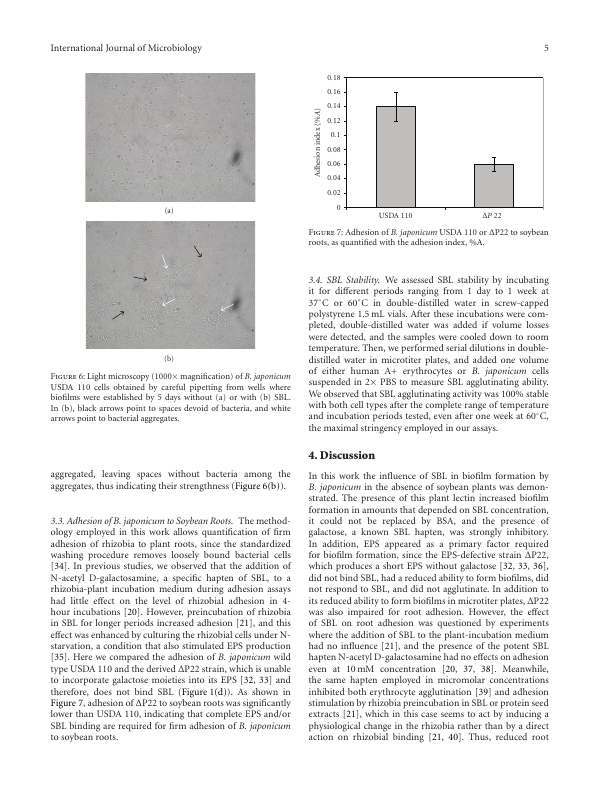 International Journal of Microbiology
5
(a)
(b)
Figure 6: Light microscopy (1000× magnification) of B. japonicum
USDA 110 cells obtained by careful pipetting from wells where
biofilms were established by 5 days without (a) or with (b) SBL.
In (b), black arrows point to spaces devoid of bacteria, and white
arrows point to bacterial aggregates.
aggregated, leaving spaces without bacteria among the
aggregates, thus indicating their strengthness (Figure 6(b)).
3.3. Adhesion of B. japonicum to Soybean Roots. The method-
ology employed in this work allows quantification of firm
adhesion of rhizobia to plant roots, since the standardized
washing procedure removes loosely bound bacterial cells
[34]. In previous studies, we observed that the addition of
N-acetyl D-galactosamine, a specific hapten of SBL, to a
rhizobia-plant incubation medium during adhesion assays
had little effect on the level of rhizobial adhesion in 4-
hour incubations [20]. However, preincubation of rhizobia
in SBL for longer periods increased adhesion [21], and this
effect was enhanced by culturing the rhizobial cells under N-
starvation, a condition that also stimulated EPS production
[35]. Here we compared the adhesion of B. japonicum wild
type USDA 110 and the derived ΔP22 strain, which is unable
to incorporate galactose moieties into its EPS [32, 33] and
therefore, does not bind SBL (Figure 1(d)). As shown in
Figure 7, adhesion of ΔP22 to soybean roots was significantly
lower than USDA 110, indicating that complete EPS and/or
SBL binding are required for firm adhesion of B. japonicum
to soybean roots.
0.18
0.16
0.14
0.12
0.1
0.08
0.06
0.04
0.02
0
Adhesion index (%A)
USDA 110
ΔP 22
Figure 7: Adhesion of B. japonicum USDA 110 or ΔP22 to soybean
roots, as quantified with the adhesion index, %A.
3.4. SBL Stability. We assessed SBL stability by incubating
it for different periods ranging from 1 day to 1 week at
37°C or 60°C in double-distilled water in screw-capped
polystyrene 1.5 mL vials. After these incubations were com-
pleted, double-distilled water was added if volume losses
were detected, and the samples were cooled down to room
temperature. Then, we performed serial dilutions in double-
distilled water in microtiter plates, and added one volume
of either human A+ erythrocytes or B. japonicum cells
suspended in 2× PBS to measure SBL agglutinating ability.
We observed that SBL agglutinating activity was 100% stable
with both cell types after the complete range of temperature
and incubation periods tested, even after one week at 60°C,
the maximal stringency employed in our assays.
4. Discussion
In this work the influence of SBL in biofilm formation by
B. japonicum in the absence of soybean plants was demon-
strated. The presence of this plant lectin increased biofilm
formation in amounts that depended on SBL concentration,
it could not be replaced by BSA, and the presence of
galactose, a known SBL hapten, was strongly inhibitory.
In addition, EPS appeared as a primary factor required
for biofilm formation, since the EPS-defective strain ΔP22,
which produces a short EPS without galactose [32, 33, 36],
did not bind SBL, had a reduced ability to form biofilms, did
not respond to SBL, and did not agglutinate. In addition to
its reduced ability to form biofilms in microtiter plates, ΔP22
was also impaired for root adhesion. However, the effect
of SBL on root adhesion was questioned by experiments
where the addition of SBL to the plant-incubation medium
had no influence [21], and the presence of the potent SBL
hapten N-acetyl D-galactosamine had no effects on adhesion
even at 10 mM concentration [20, 37, 38]. Meanwhile,
the same hapten employed in micromolar concentrations
inhibited both erythrocyte agglutination [39] and adhesion
stimulation by rhizobia preincubation in SBL or protein seed
extracts [21], which in this case seems to act by inducing a
physiological change in the rhizobia rather than by a direct
action on rhizobial binding [21, 40]. Thus, reduced root